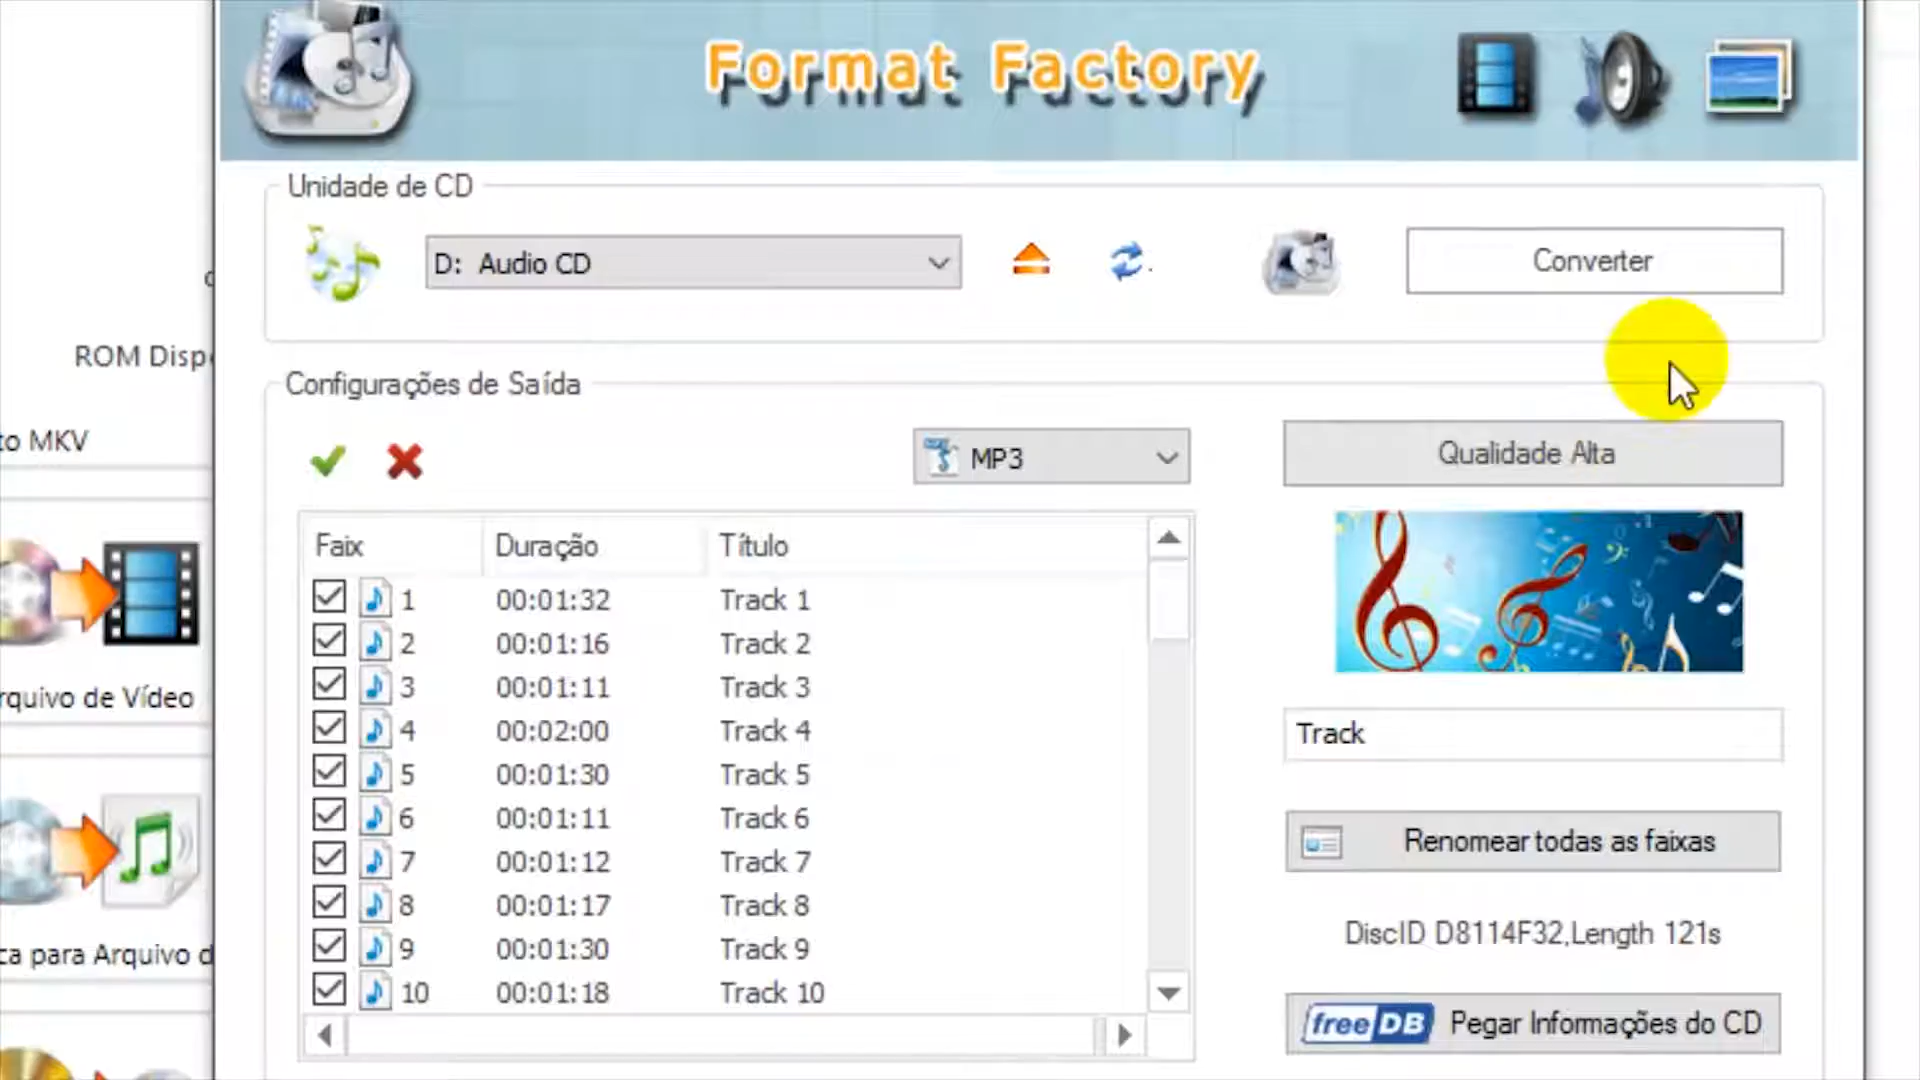 Format Factory
Unidade de CD
D: Audio CD
Converter
ROM Disp
Configurações de Saída
to MKV
MP3
Qualidade Alta
Faix Duração Título
1 00:01:32 Track 1
2 00:01:16 Track 2
3 00:01:11 Track 3
4 00:02:00 Track 4
5 00:01:30 Track 5
6 00:01:11 Track 6
7 00:01:12 Track 7
8 00:01:17 Track 8
9 00:01:30 Track 9
10 00:01:18 Track 10
rquivo de Vídeo
Track
Renomear todas as faixas
DiscID D8114F32,Length 121s
ca para Arquivo d
freeDB Pegar Informações do CD